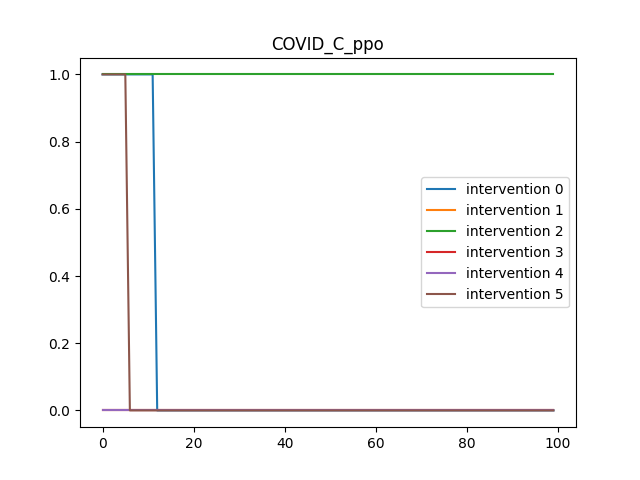 COVID_C_ppo
1.0
0.8
0.6
0.4
0.2
0.0
0
20
40
60
80
100
intervention 0
intervention 1
intervention 2
intervention 3
intervention 4
intervention 5